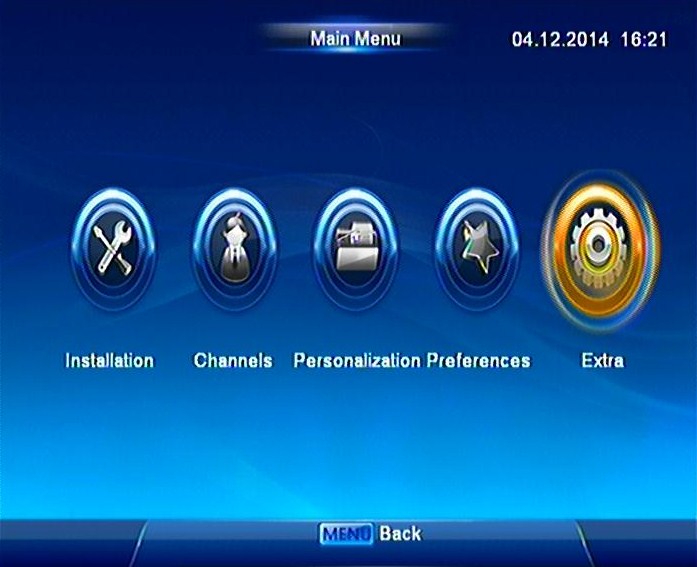 Main Menu
04.12.2014 16:21
Installation Channels Personalization Preferences Extra
MENU Back